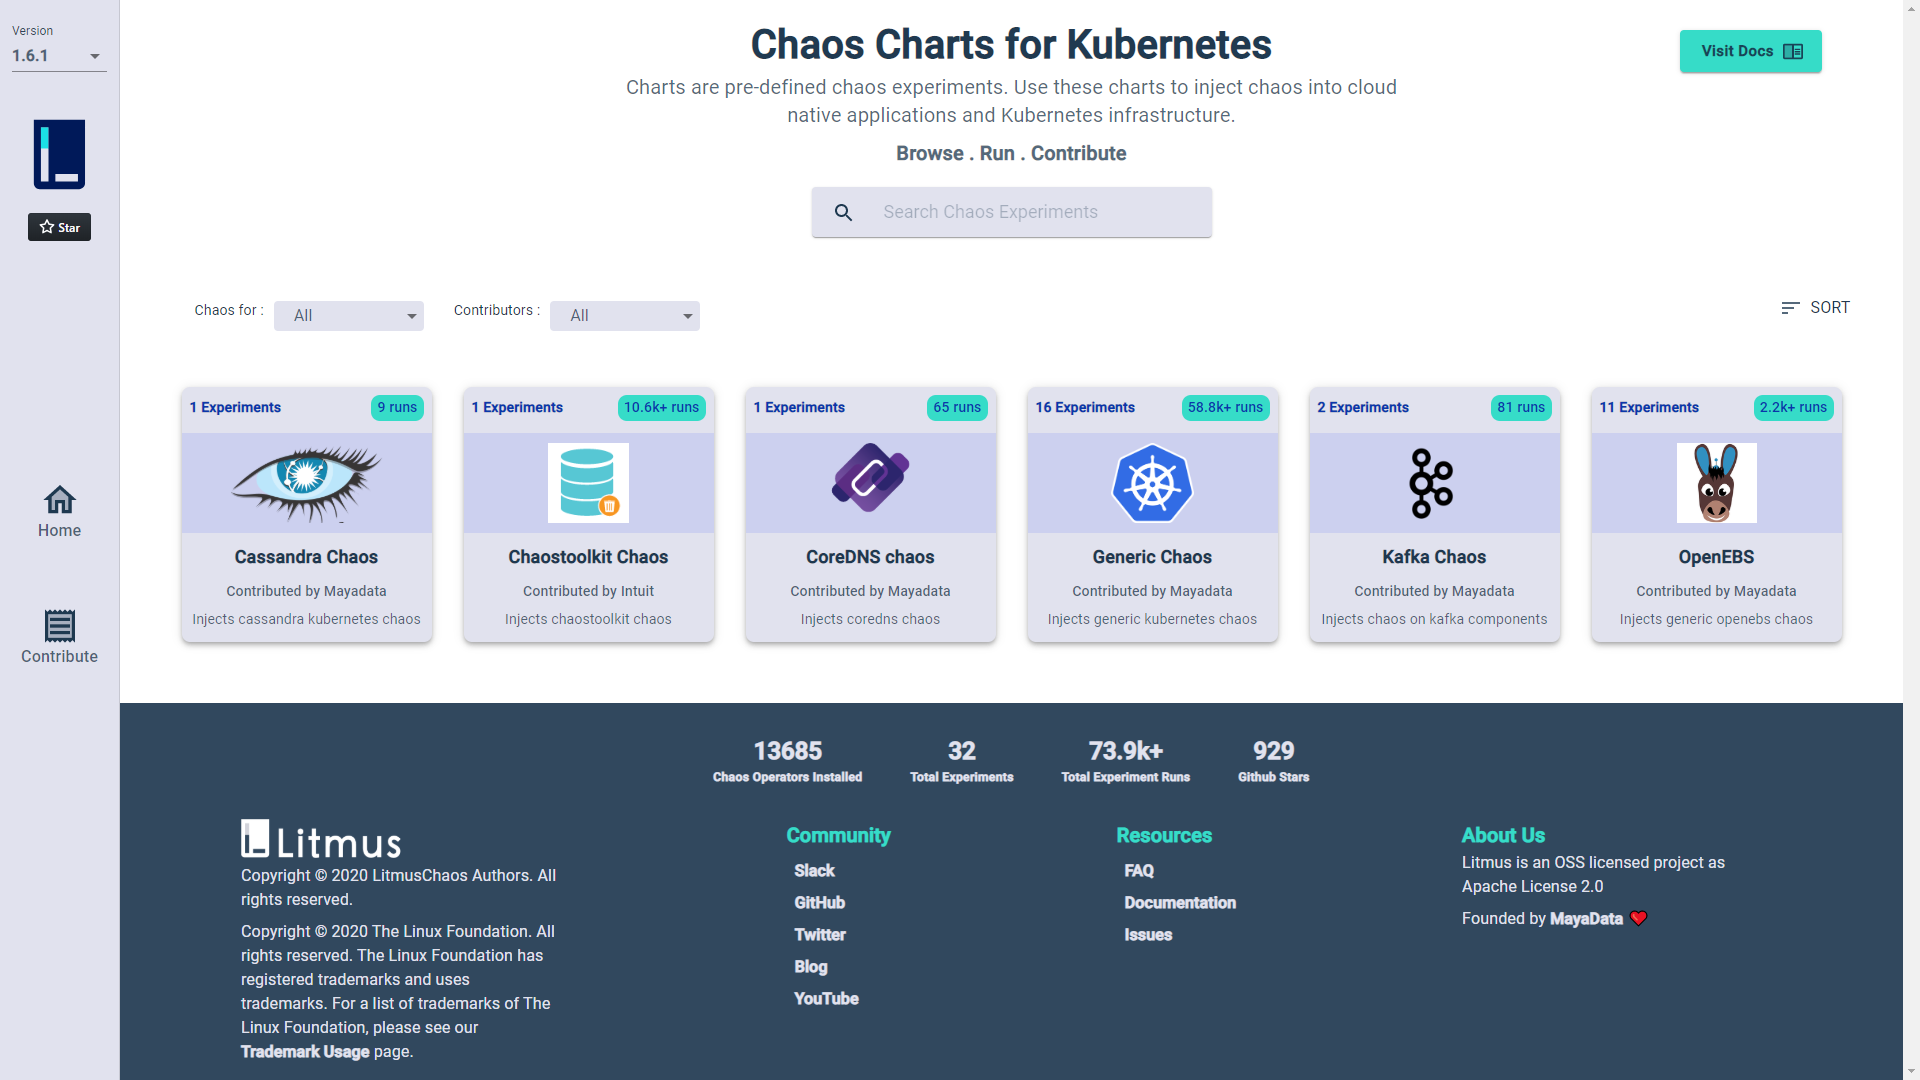 Version
1.6.1
Star
Home
Contribute
Chaos Charts for Kubernetes
Visit Docs
Charts are pre-defined chaos experiments. Use these charts to inject chaos into cloud
native applications and Kubernetes infrastructure.
Browse . Run . Contribute
Search Chaos Experiments
Chaos for : All
Contributors : All
SORT
1 Experiments
9 runs
Cassandra Chaos
Contributed by Mayadata
Injects cassandra kubernetes chaos
1 Experiments
10.6k+ runs
Chaostoolkit Chaos
Contributed by Intuit
Injects chaostoolkit chaos
1 Experiments
65 runs
CoreDNS chaos
Contributed by Mayadata
Injects coredns chaos
16 Experiments
58.8k+ runs
Generic Chaos
Contributed by Mayadata
Injects generic kubernetes chaos
2 Experiments
81 runs
Kafka Chaos
Contributed by Mayadata
Injects chaos on kafka components
11 Experiments
2.2k+ runs
OpenEBS
Contributed by Mayadata
Injects generic openebs chaos
13685
Chaos Operators Installed
32
Total Experiments
73.9k+
Total Experiment Runs
929
Github Stars
Litmus
Copyright © 2020 LitmusChaos Authors. All
rights reserved.
Copyright © 2020 The Linux Foundation. All
rights reserved. The Linux Foundation has
registered trademarks and uses
trademarks. For a list of trademarks of The
Linux Foundation, please see our
Trademark Usage page.
Community
Slack
GitHub
Twitter
Blog
YouTube
Resources
FAQ
Documentation
Issues
About Us
Litmus is an OSS licensed project as
Apache License 2.0
Founded by MayaData